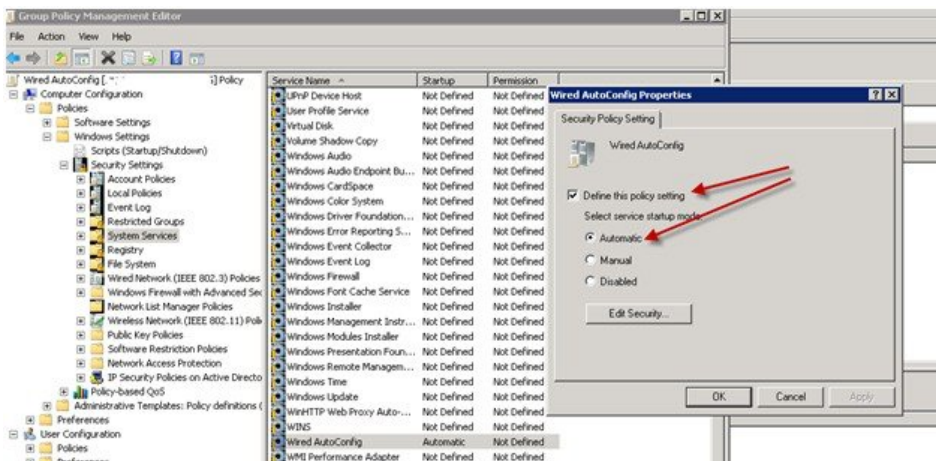 Group Policy Management Editor
File Action View Help
Wired AutoConfig [ ] Policy
Computer Configuration
Policies
Software Settings
Windows Settings
Scripts (Startup/Shutdown)
Security Settings
Account Policies
Local Policies
Event Log
Restricted Groups
System Services
Registry
File System
Wired Network (IEEE 802.3) Policies
Windows Firewall with Advanced Sec
Network List Manager Policies
Wireless Network (IEEE 802.11) Poli
Public Key Policies
Software Restriction Policies
Network Access Protection
IP Security Policies on Active Directo
Policy-based QoS
Administrative Templates: Policy definitions (
Preferences
User Configuration
Policies
Preferences
Service Name Startup Permission
UPnP Device Host Not Defined Not Defined
User Profile Service Not Defined Not Defined
Virtual Disk Not Defined Not Defined
Volume Shadow Copy Not Defined Not Defined
Windows Audio Not Defined Not Defined
Windows Audio Endpoint Bu... Not Defined Not Defined
Windows CardSpace Not Defined Not Defined
Windows Color System Not Defined Not Defined
Windows Driver Foundation... Not Defined Not Defined
Windows Error Reporting S... Not Defined Not Defined
Windows Event Collector Not Defined Not Defined
Windows Event Log Not Defined Not Defined
Windows Firewall Not Defined Not Defined
Windows Font Cache Service Not Defined Not Defined
Windows Installer Not Defined Not Defined
Windows Management Instr... Not Defined Not Defined
Windows Modules Installer Not Defined Not Defined
Windows Presentation Foun... Not Defined Not Defined
Windows Remote Managem... Not Defined Not Defined
Windows Time Not Defined Not Defined
Windows Update Not Defined Not Defined
WinHTTP Web Proxy Auto-... Not Defined Not Defined
WINS Not Defined Not Defined
Wired AutoConfig Automatic Not Defined
WMI Performance Adapter Not Defined Not Defined
Wired AutoConfig Properties
Security Policy Setting
Wired AutoConfig
Define this policy setting
Select service startup mode
Automatic
Manual
Disabled
Edit Security...
OK Cancel Apply